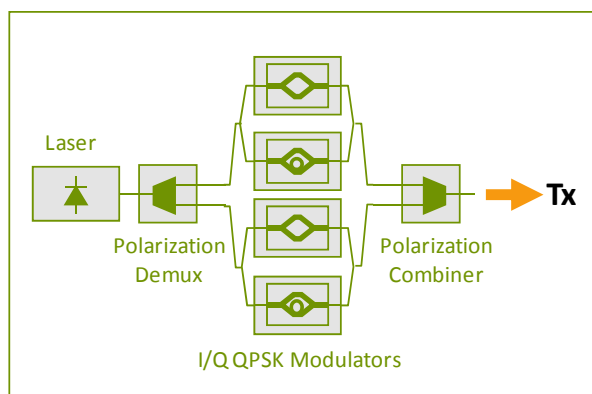 Laser
Tx
Polarization
Demux
Polarization
Combiner
I/Q QPSK Modulators